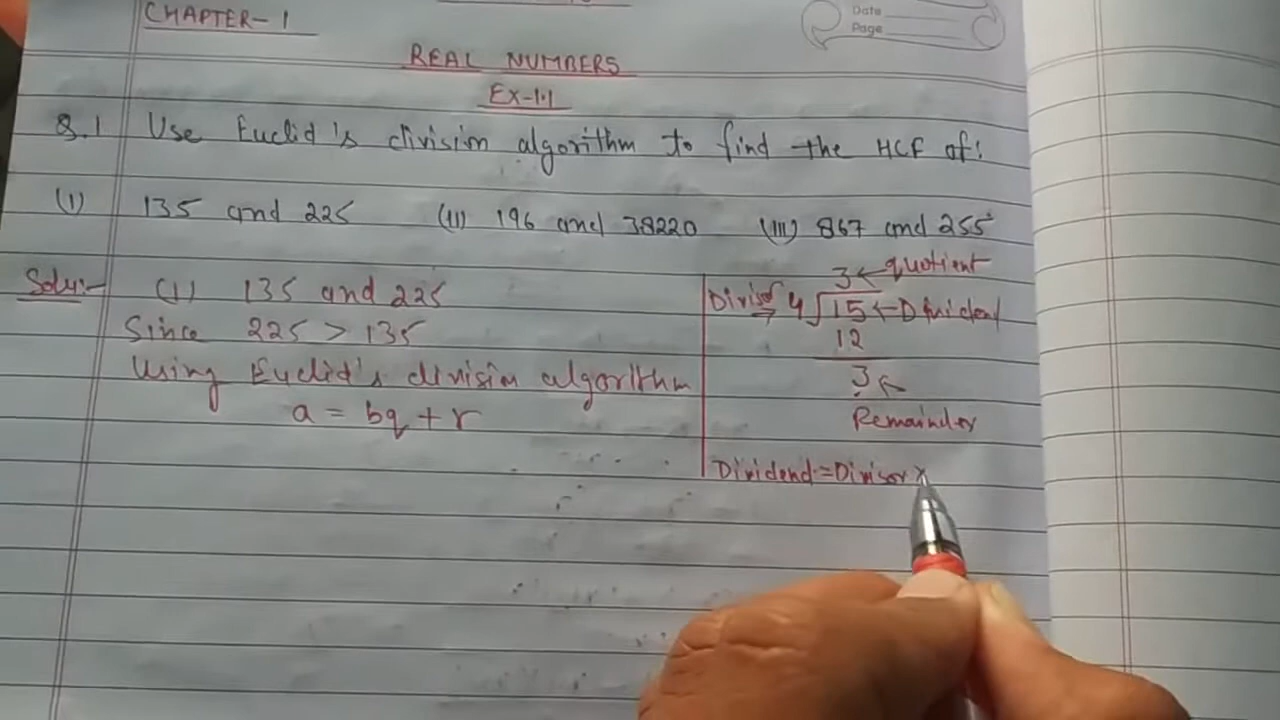 Date
Page
CHAPTER-1
REAL NUMBERS
EX-1.1
Q.1 Use Euclid's division algorithm to find the HCF of:
(I) 135 and 225 (II) 196 and 38220 (III) 867 and 255
Soln:- (I) 135 and 225
Since 225 > 135
Using Euclid's division algorithm
a = bq + r
3 ← quotient
Divisor → 4 √15 ← Dividend
12
3 ←
Remainder
Dividend = Divisor ×